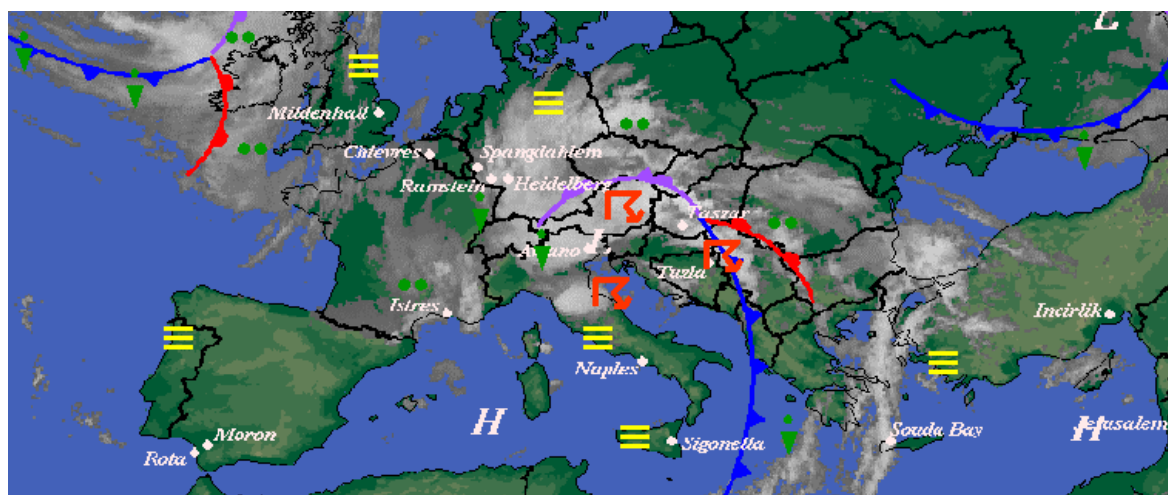 L
Mildenhall
Chievres
Spangdahlem
Ramstein
Heidelberg
Taszar
Aviano
L
Tuzla
Istres
Incirlik
Naples
H
Moron
Rota
Sigonella
Souda Bay
H
Jerusalem